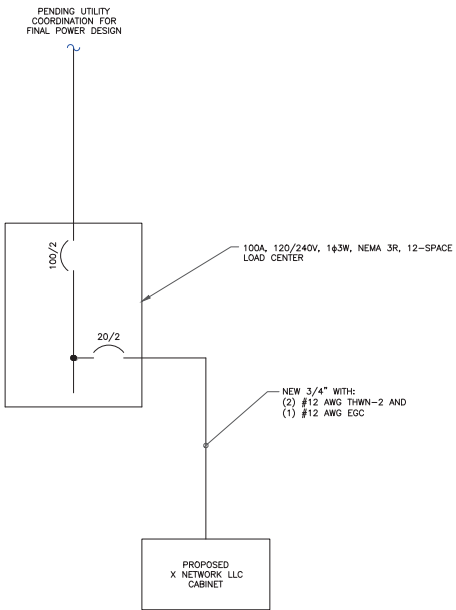 PENDING UTILITY
COORDINATION FOR
FINAL POWER DESIGN
100/2
100A, 120/240V, 1ϕ3W, NEMA 3R, 12-SPACE
LOAD CENTER
20/2
NEW 3/4" WITH:
(2) #12 AWG THWN-2 AND
(1) #12 AWG EGC
PROPOSED
X NETWORK LLC
CABINET